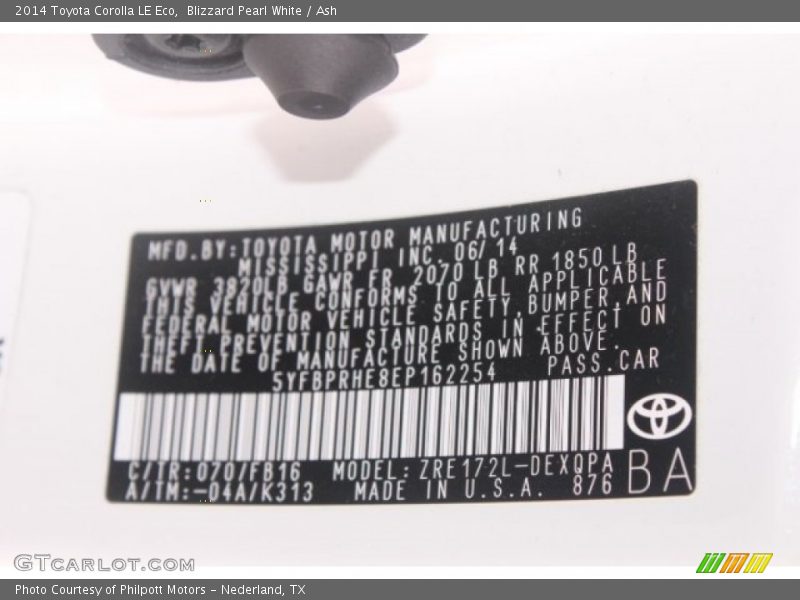 2014 Toyota Corolla LE Eco,  Blizzard Pearl White / Ash
MFD.BY:TOYOTA MOTOR MANUFACTURING
MISSISSIPPI INC. 06/14
GVWR 3820LB GAWR FR 2070 LB RR 1850 LB
THIS VEHICLE CONFORMS TO ALL APPLICABLE
FEDERAL MOTOR VEHICLE SAFETY,BUMPER,AND
THEFT PREVENTION STANDARDS IN EFFECT ON
THE DATE OF MANUFACTURE SHOWN ABOVE.
5YFBPRHE8EP162254 PASS.CAR
C/TR:070/FB16 MODEL:ZRE172L-DEXQPA
A/TM:-04A/K313 MADE IN U.S.A. 876 BA
GTcarlot.com
Photo Courtesy of Philpott Motors - Nederland, TX